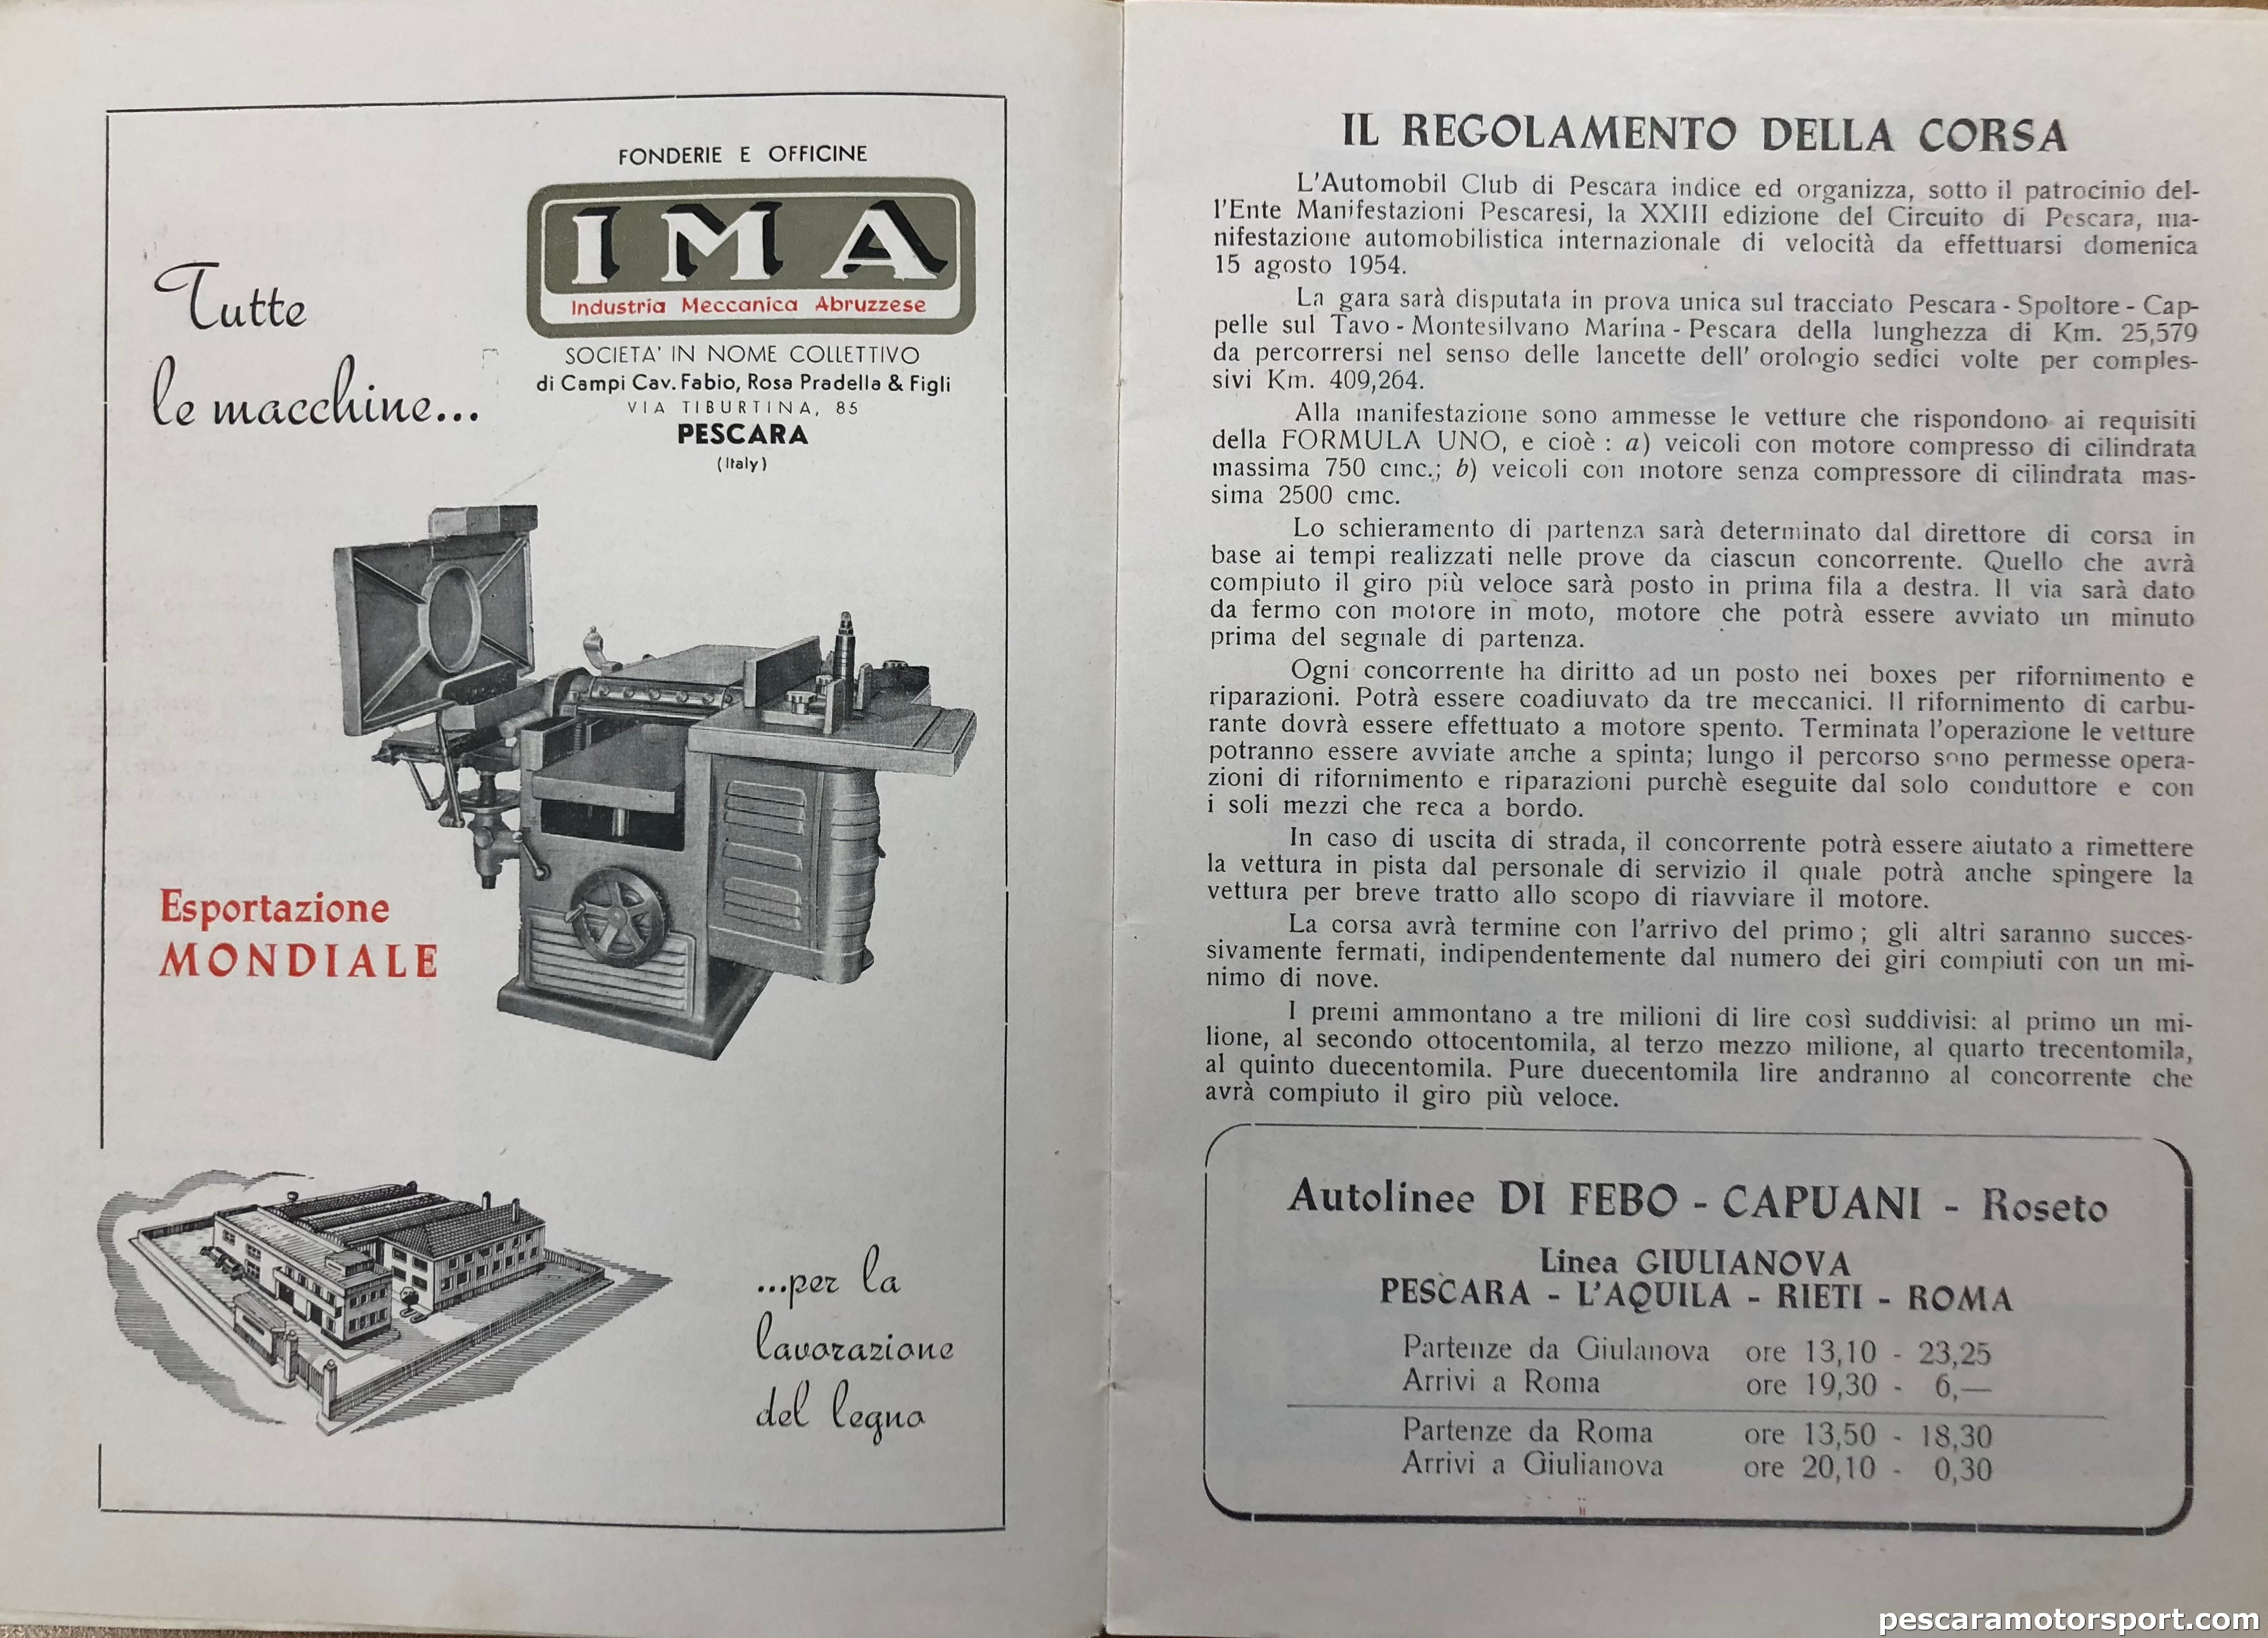 FONDERIE E OFFICINE
IMA
Industria Meccanica Abruzzese
SOCIETA' IN NOME COLLETTIVO
di Campi Cav. Fabio, Rosa Pradella & Figli
VIA TIBURTINA, 85
PESCARA
(Italy)
Tutte
le macchine...
Esportazione
MONDIALE
...per la
lavorazione
del legno
IL REGOLAMENTO DELLA CORSA
L'Automobil Club di Pescara indice ed organizza, sotto il patrocinio del-
l'Ente Manifestazioni Pescaresi, la XXIII edizione del Circuito di Pescara, ma-
nifestazione automobilistica internazionale di velocità da effettuarsi domenica
15 agosto 1954.
La gara sarà disputata in prova unica sul tracciato Pescara - Spoltore - Cap-
pelle sul Tavo - Montesilvano Marina - Pescara della lunghezza di Km. 25,579
da percorrersi nel senso delle lancette dell' orologio sedici volte per comples-
sivi Km. 409,264.
Alla manifestazione sono ammesse le vetture che rispondono ai requisiti
della FORMULA UNO, e cioè : a) veicoli con motore compresso di cilindrata
massima 750 cmc.; b) veicoli con motore senza compressore di cilindrata mas-
sima 2500 cmc.
Lo schieramento di partenza sarà determinato dal direttore di corsa in
base ai tempi realizzati nelle prove da ciascun concorrente. Quello che avrà
compiuto il giro più veloce sarà posto in prima fila a destra. Il via sarà dato
da fermo con motore in moto, motore che potrà essere avviato un minuto
prima del segnale di partenza.
Ogni concorrente ha diritto ad un posto nei boxes per rifornimento e
riparazioni. Potrà essere coadiuvato da tre meccanici. Il rifornimento di carbu-
rante dovrà essere effettuato a motore spento. Terminata l'operazione le vetture
potranno essere avviate anche a spinta; lungo il percorso sono permesse opera-
zioni di rifornimento e riparazioni purchè eseguite dal solo conduttore e con
i soli mezzi che reca a bordo.
In caso di uscita di strada, il concorrente potrà essere aiutato a rimettere
la vettura in pista dal personale di servizio il quale potrà anche spingere la
vettura per breve tratto allo scopo di riavviare il motore.
La corsa avrà termine con l'arrivo del primo ; gli altri saranno succes-
sivamente fermati, indipendentemente dal numero dei giri compiuti con un mi-
nimo di nove.
I premi ammontano a tre milioni di lire così suddivisi: al primo un mi-
lione, al secondo ottocentomila, al terzo mezzo milione, al quarto trecentomila,
al quinto duecentomila. Pure duecentomila lire andranno al concorrente che
avrà compiuto il giro più veloce.
Autolinee DI FEBO - CAPUANI - Roseto
Linea GIULIANOVA
PESCARA - L'AQUILA - RIETI - ROMA
Partenze da Giulanova ore 13,10 - 23,25
Arrivi a Roma ore 19,30 - 6,—
Partenze da Roma ore 13,50 - 18,30
Arrivi a Giulianova ore 20,10 - 0,30
pescaramotorsport.com